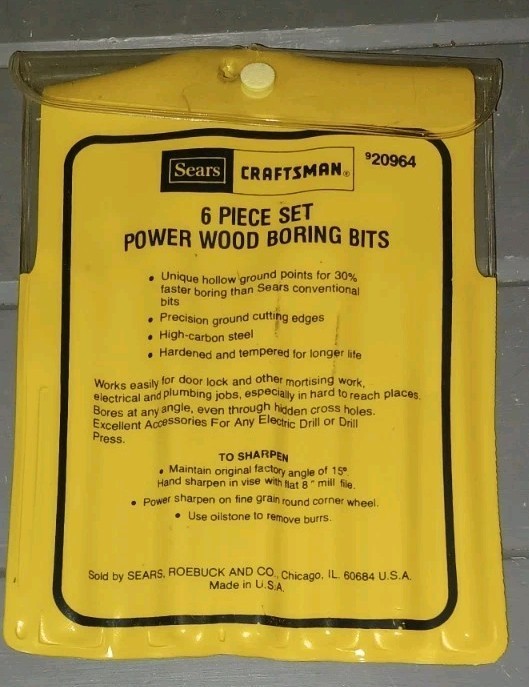 Sears CRAFTSMAN® ⁹20964
6 PIECE SET
POWER WOOD BORING BITS
• Unique hollow ground points for 30%
faster boring than Sears conventional
bits
• Precision ground cutting edges
• High-carbon steel
• Hardened and tempered for longer life
Works easily for door lock and other mortising work,
electrical and plumbing jobs, especially in hard to reach places.
Bores at any angle, even through hidden cross holes.
Excellent Accessories For Any Electric Drill or Drill
Press.
TO SHARPEN
• Maintain original factory angle of 15°
Hand sharpen in vise with flat 8" mill file.
• Power sharpen on fine grain round corner wheel.
• Use oilstone to remove burrs.
Sold by SEARS, ROEBUCK AND CO., Chicago, IL. 60684 U.S.A.
Made in U.S.A.